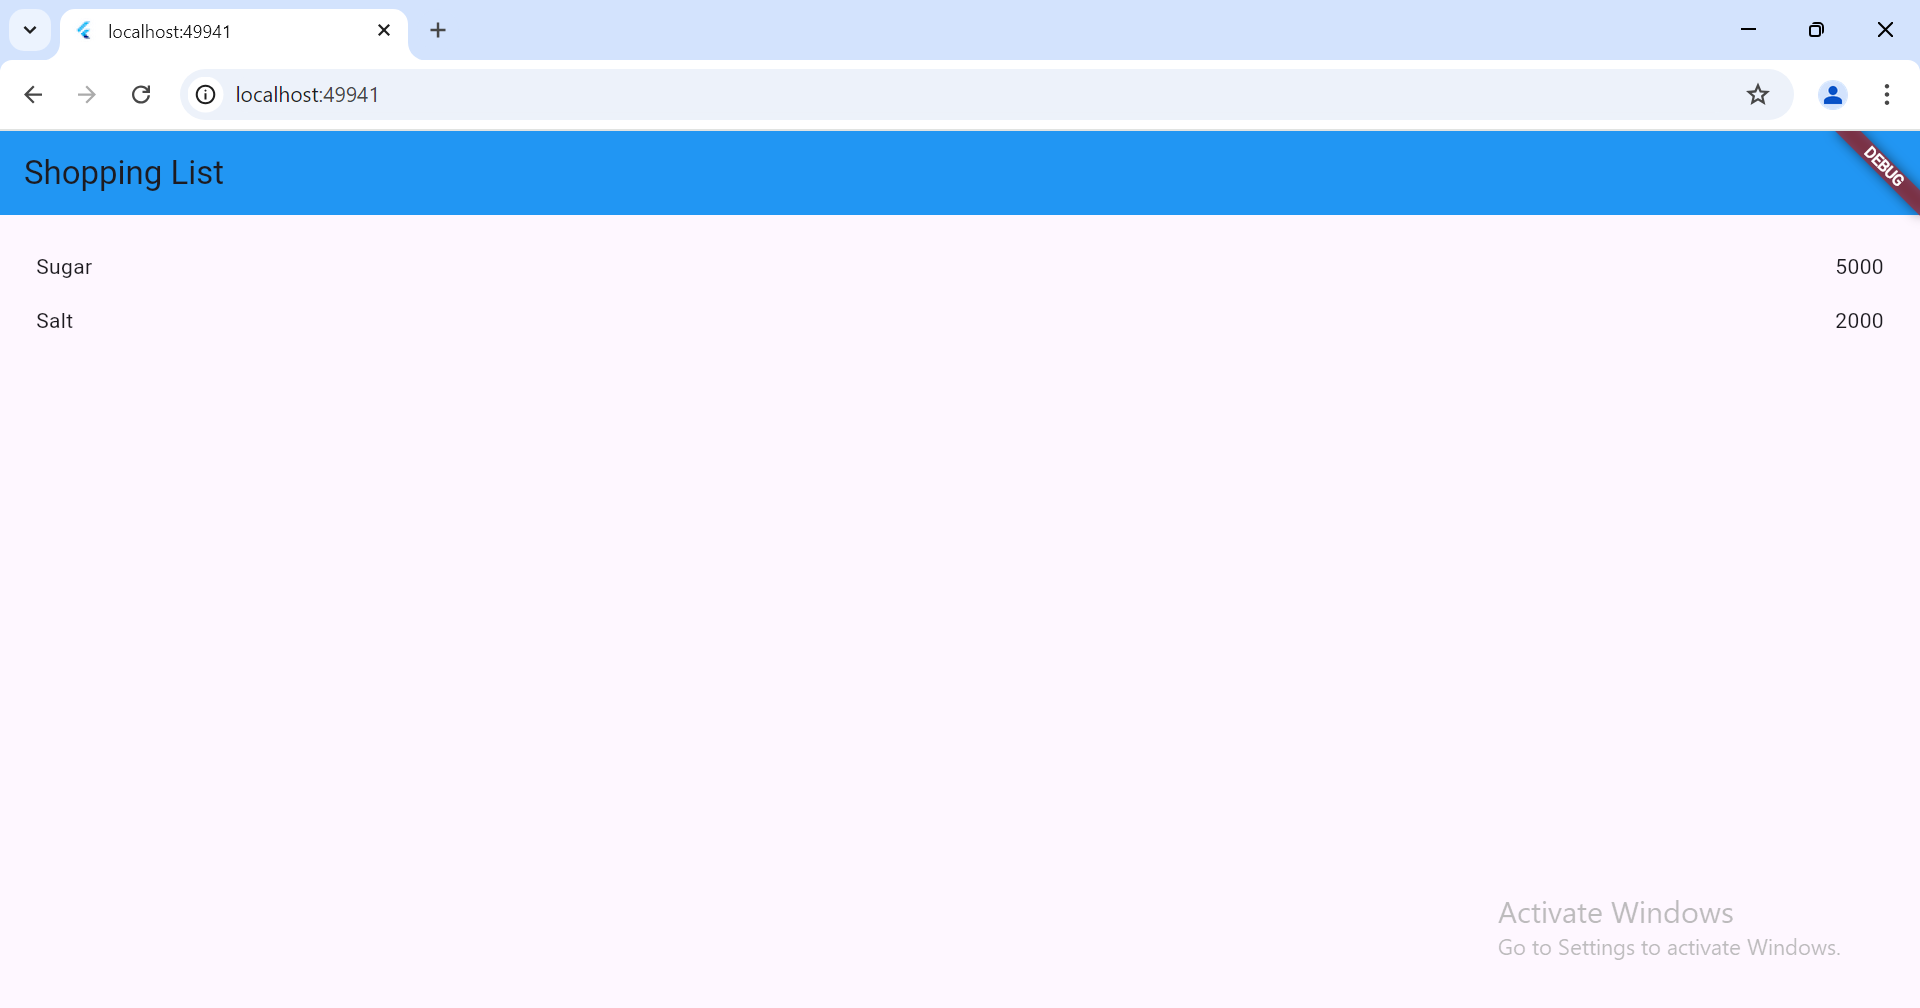 localhost:49941
localhost:49941
Shopping List
DEBUG
Sugar 5000
Salt 2000
Activate Windows
Go to Settings to activate Windows.